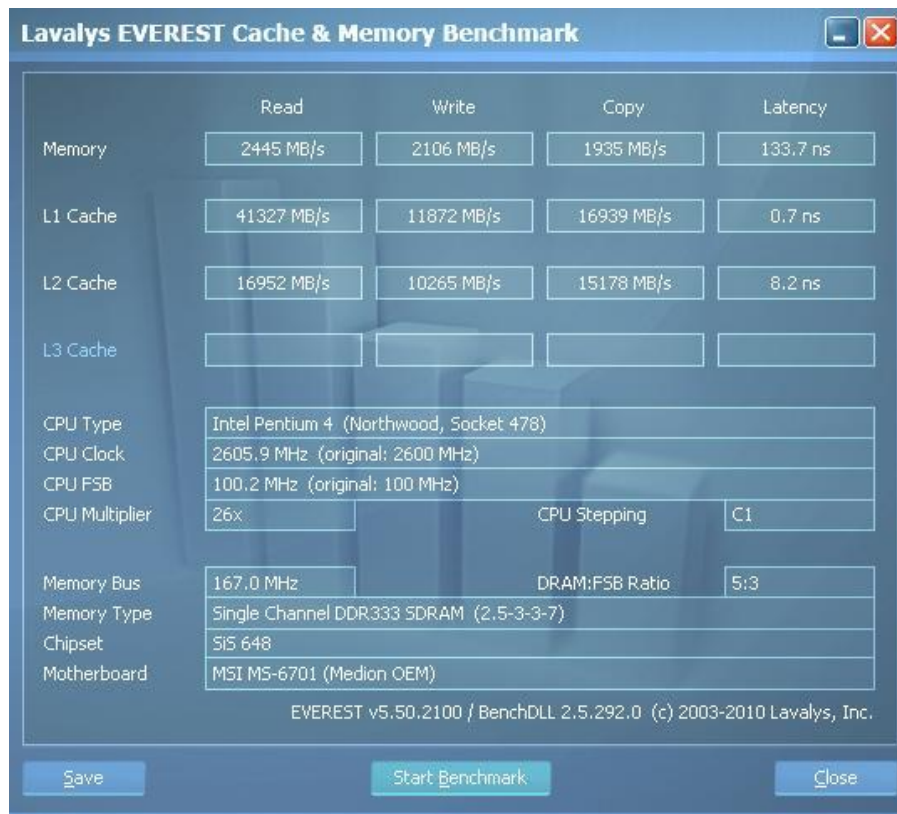 Lavalys EVEREST Cache & Memory Benchmark
Read Write Copy Latency
Memory 2445 MB/s 2106 MB/s 1935 MB/s 133.7 ns
L1 Cache 41327 MB/s 11872 MB/s 16939 MB/s 0.7 ns
L2 Cache 16952 MB/s 10265 MB/s 15178 MB/s 8.2 ns
L3 Cache
CPU Type Intel Pentium 4 (Northwood, Socket 478)
CPU Clock 2605.9 MHz (original: 2600 MHz)
CPU FSB 100.2 MHz (original: 100 MHz)
CPU Multiplier 26x CPU Stepping C1
Memory Bus 167.0 MHz DRAM:FSB Ratio 5:3
Memory Type Single Channel DDR333 SDRAM (2.5-3-3-7)
Chipset SiS 648
Motherboard MSI MS-6701 (Medion OEM)
EVEREST v5.50.2100 / BenchDLL 2.5.292.0 (c) 2003-2010 Lavalys, Inc.
Save Start Benchmark Close